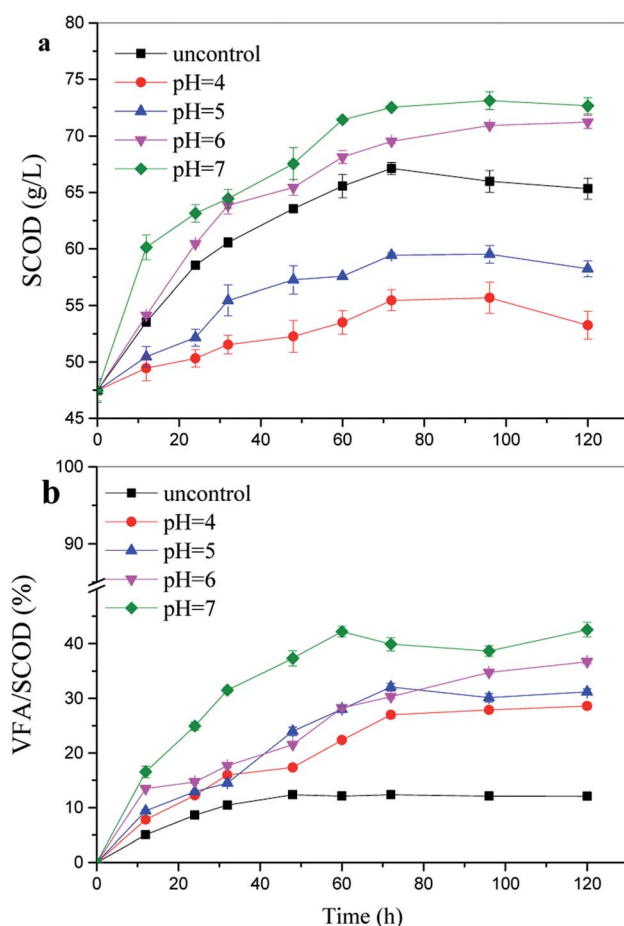 a
80
75
70
65
60
55
50
45
SCOD (g/L)
uncontrol
pH=4
pH=5
pH=6
pH=7
0 20 40 60 80 100 120
b
100
90
40
30
20
10
0
VFA/SCOD (%)
uncontrol
pH=4
pH=5
pH=6
pH=7
0 20 40 60 80 100 120
Time (h)